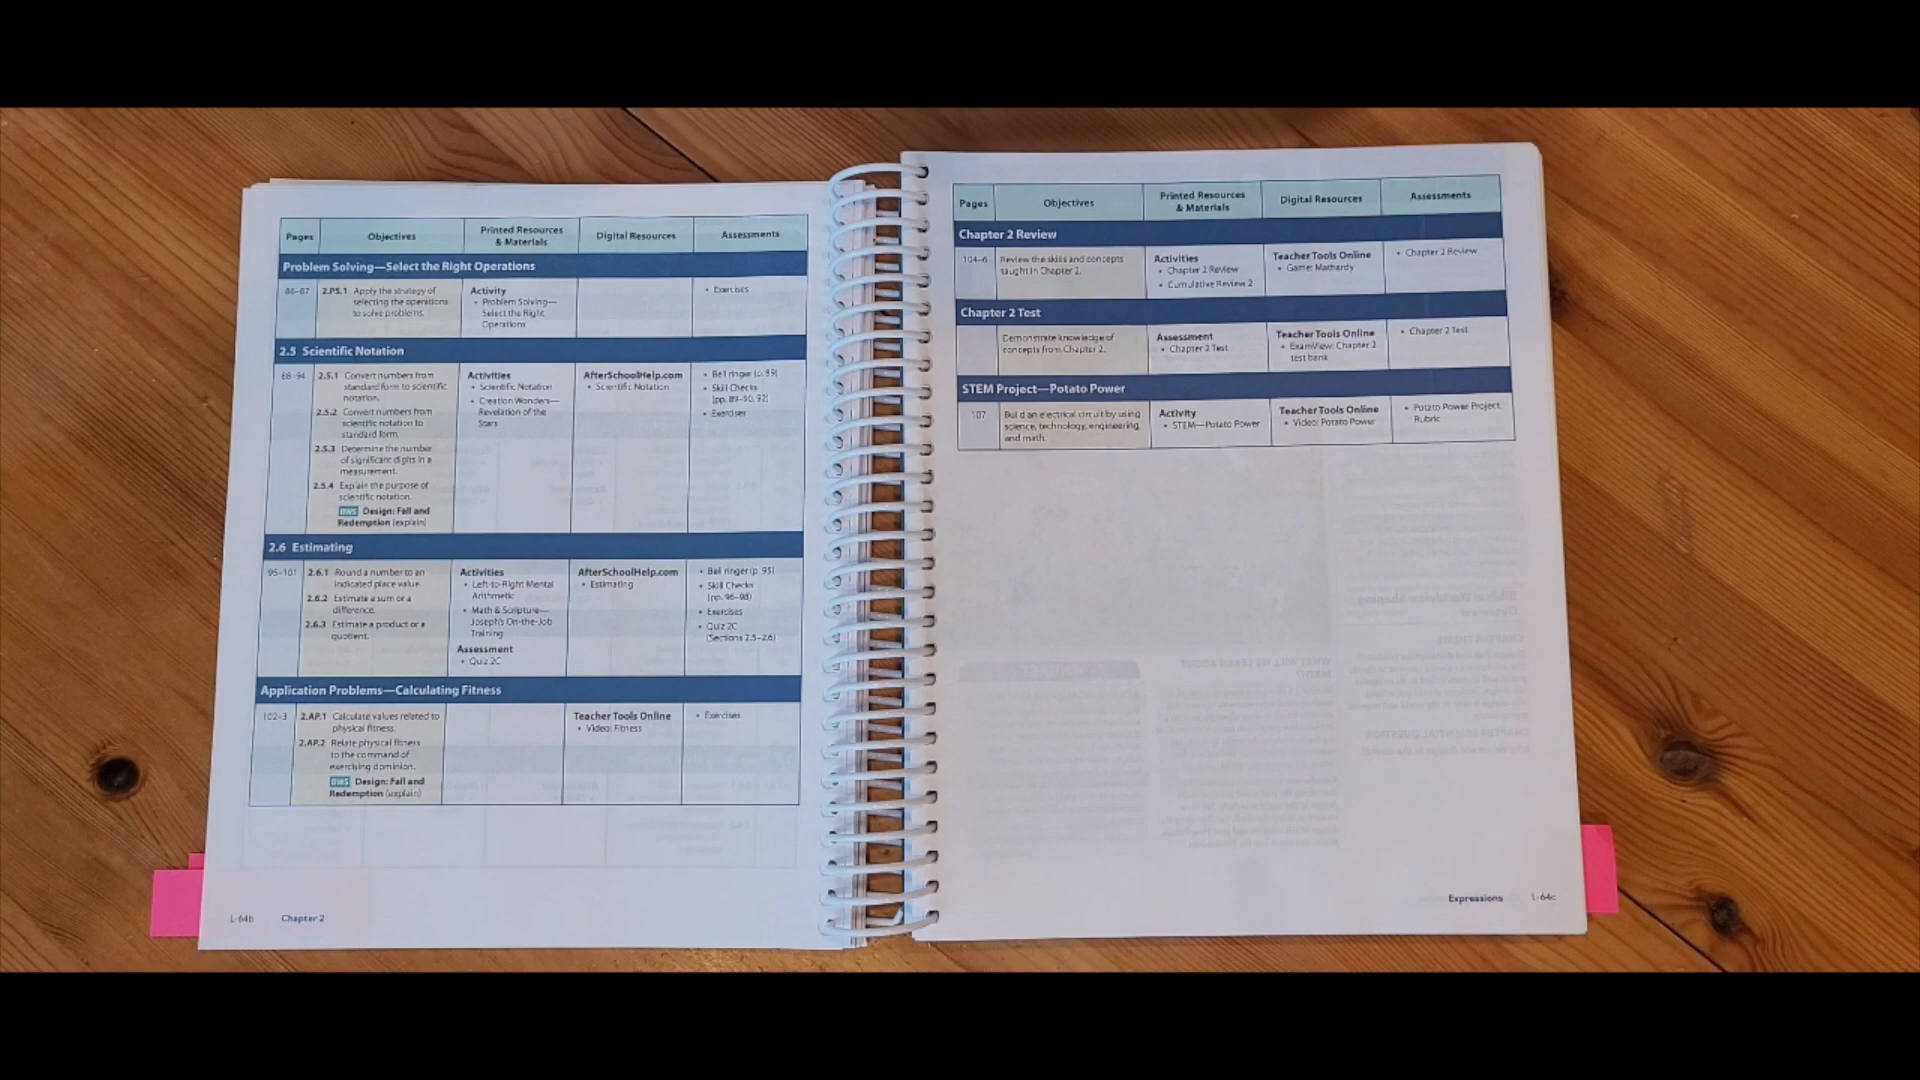 Pages
Objectives
Printed Resources
& Materials
Digital Resources
Assessments
Problem Solving—Select the Right Operations
86–87
2.PS.1 Apply the strategy of
selecting the operations
to solve problems.
Activity
• Problem Solving—
Select the Right
Operations
• Exercises
2.5 Scientific Notation
88–94
2.5.1 Convert numbers from
standard form to scientific
notation.
2.5.2 Convert numbers from
scientific notation to
standard form.
2.5.3 Determine the number
of significant digits in a
measurement.
2.5.4 Explain the purpose of
scientific notation.
BWS Design: Fall and
Redemption (explain)
Activities
• Scientific Notation
• Creation Wonders—
Revelation of the
Stars
AfterSchoolHelp.com
• Scientific Notation
• Bell ringer (p. 89)
• Skill Checks
(pp. 89–90, 92)
• Exercises
2.6 Estimating
95–101
2.6.1 Round a number to an
indicated place value.
2.6.2 Estimate a sum or a
difference.
2.6.3 Estimate a product or a
quotient.
Activities
• Left-to-Right Mental
Arithmetic
• Math & Scripture—
Joseph's On-the-Job
Training
Assessment
• Quiz 2C
AfterSchoolHelp.com
• Estimating
• Bell ringer (p. 95)
• Skill Checks
(pp. 96–98)
• Exercises
• Quiz 2C
(Sections 2.5–2.6)
Application Problems—Calculating Fitness
102–3
2.AP.1 Calculate values related to
physical fitness.
2.AP.2 Relate physical fitness
to the command of
exercising dominion.
BWS Design: Fall and
Redemption (explain)
Teacher Tools Online
• Video: Fitness
• Exercises
L-64b Chapter 2
Pages
Objectives
Printed Resources
& Materials
Digital Resources
Assessments
Chapter 2 Review
104–6
Review the skills and concepts
taught in Chapter 2.
Activities
• Chapter 2 Review
• Cumulative Review 2
Teacher Tools Online
• Game: Mathardy
• Chapter 2 Review
Chapter 2 Test
Demonstrate knowledge of
concepts from Chapter 2.
Assessment
• Chapter 2 Test
Teacher Tools Online
• ExamView: Chapter 2
test bank
• Chapter 2 Test
STEM Project—Potato Power
107
Build an electrical circuit by using
science, technology, engineering,
and math.
Activity
• STEM—Potato Power
Teacher Tools Online
• Video: Potato Power
• Potato Power Project
Rubric
Expressions L-64c